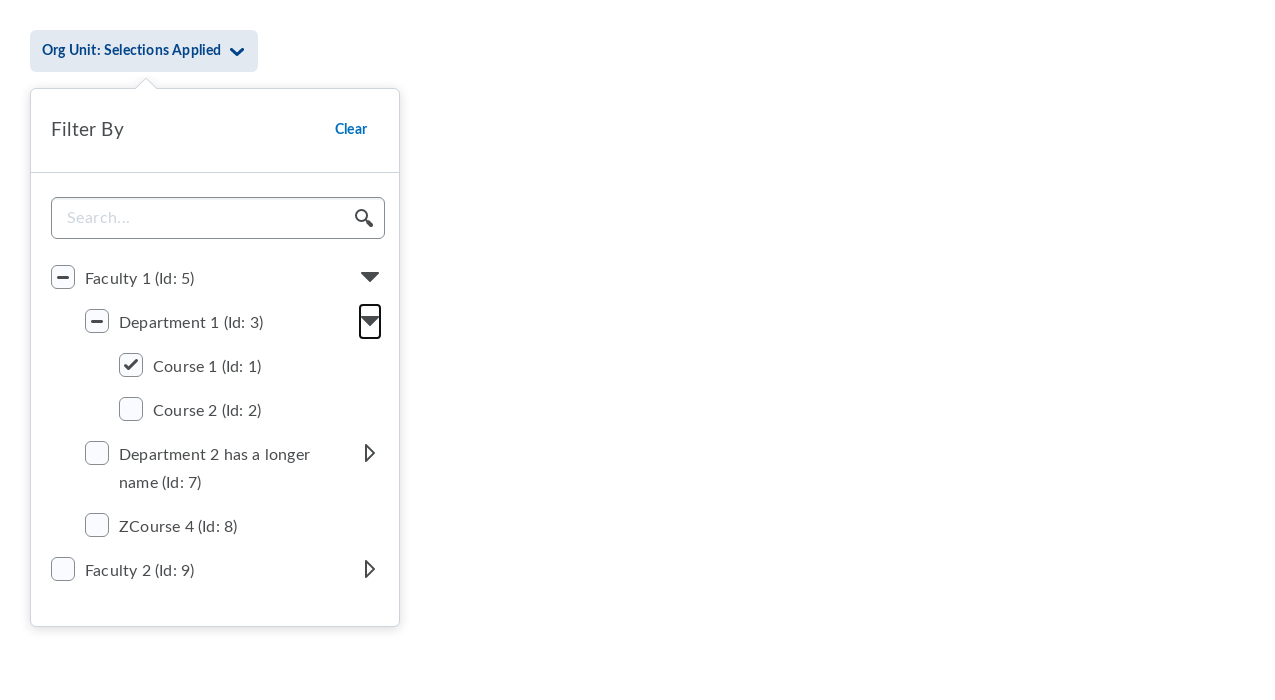 Org Unit: Selections Applied
Filter By
Clear
Search...
Faculty 1 (Id: 5)
Department 1 (Id: 3)
Course 1 (Id: 1)
Course 2 (Id: 2)
Department 2 has a longer
name (Id: 7)
ZCourse 4 (Id: 8)
Faculty 2 (Id: 9)